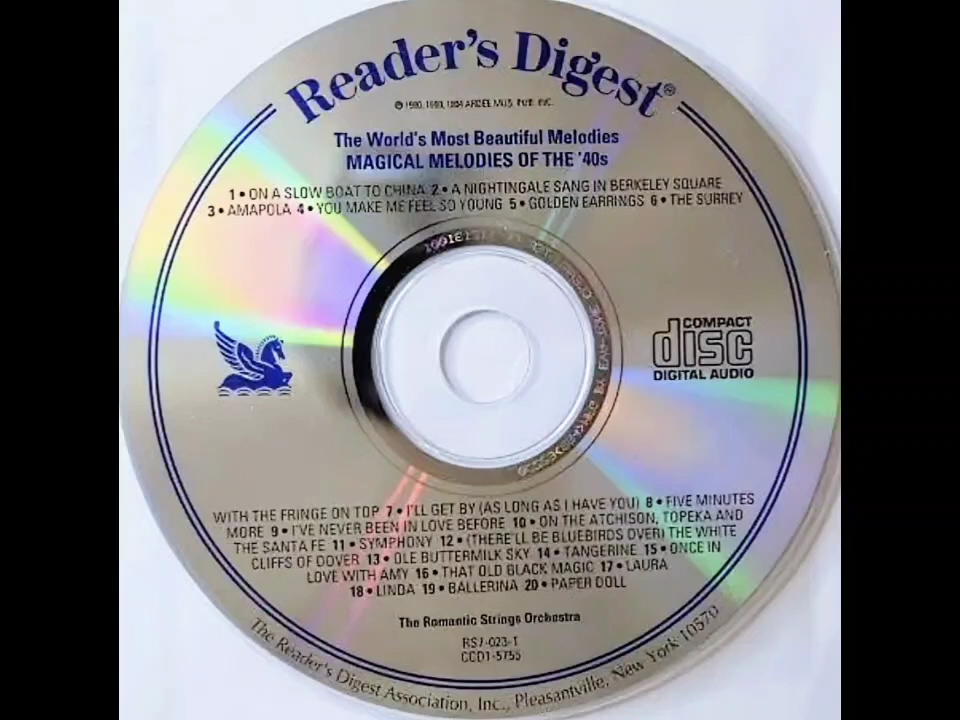 Reader's Digest®
The World's Most Beautiful Melodies
MAGICAL MELODIES OF THE '40s
1 • ON A SLOW BOAT TO CHINA 2 • A NIGHTINGALE SANG IN BERKELEY SQUARE
3 • AMAPOLA 4 • YOU MAKE ME FEEL SO YOUNG 5 • GOLDEN EARRINGS 6 • THE SURREY
COMPACT
disc
DIGITAL AUDIO
WITH THE FRINGE ON TOP 7 • I'LL GET BY (AS LONG AS I HAVE YOU) 8 • FIVE MINUTES
MORE 9 • I'VE NEVER BEEN IN LOVE BEFORE 10 • ON THE ATCHISON, TOPEKA AND
THE SANTA FE 11 • SYMPHONY 12 • (THERE'LL BE BLUEBIRDS OVER) THE WHITE
CLIFFS OF DOVER 13 • OLE BUTTERMILK SKY 14 • TANGERINE 15 • ONCE IN
LOVE WITH AMY 16 • THAT OLD BLACK MAGIC 17 • LAURA
18 • LINDA 19 • BALLERINA 20 • PAPER DOLL
The Romantic Strings Orchestra
RS7-023-1
CCD1-5755
The Reader's Digest Association, Inc., Pleasantville, New York 10570